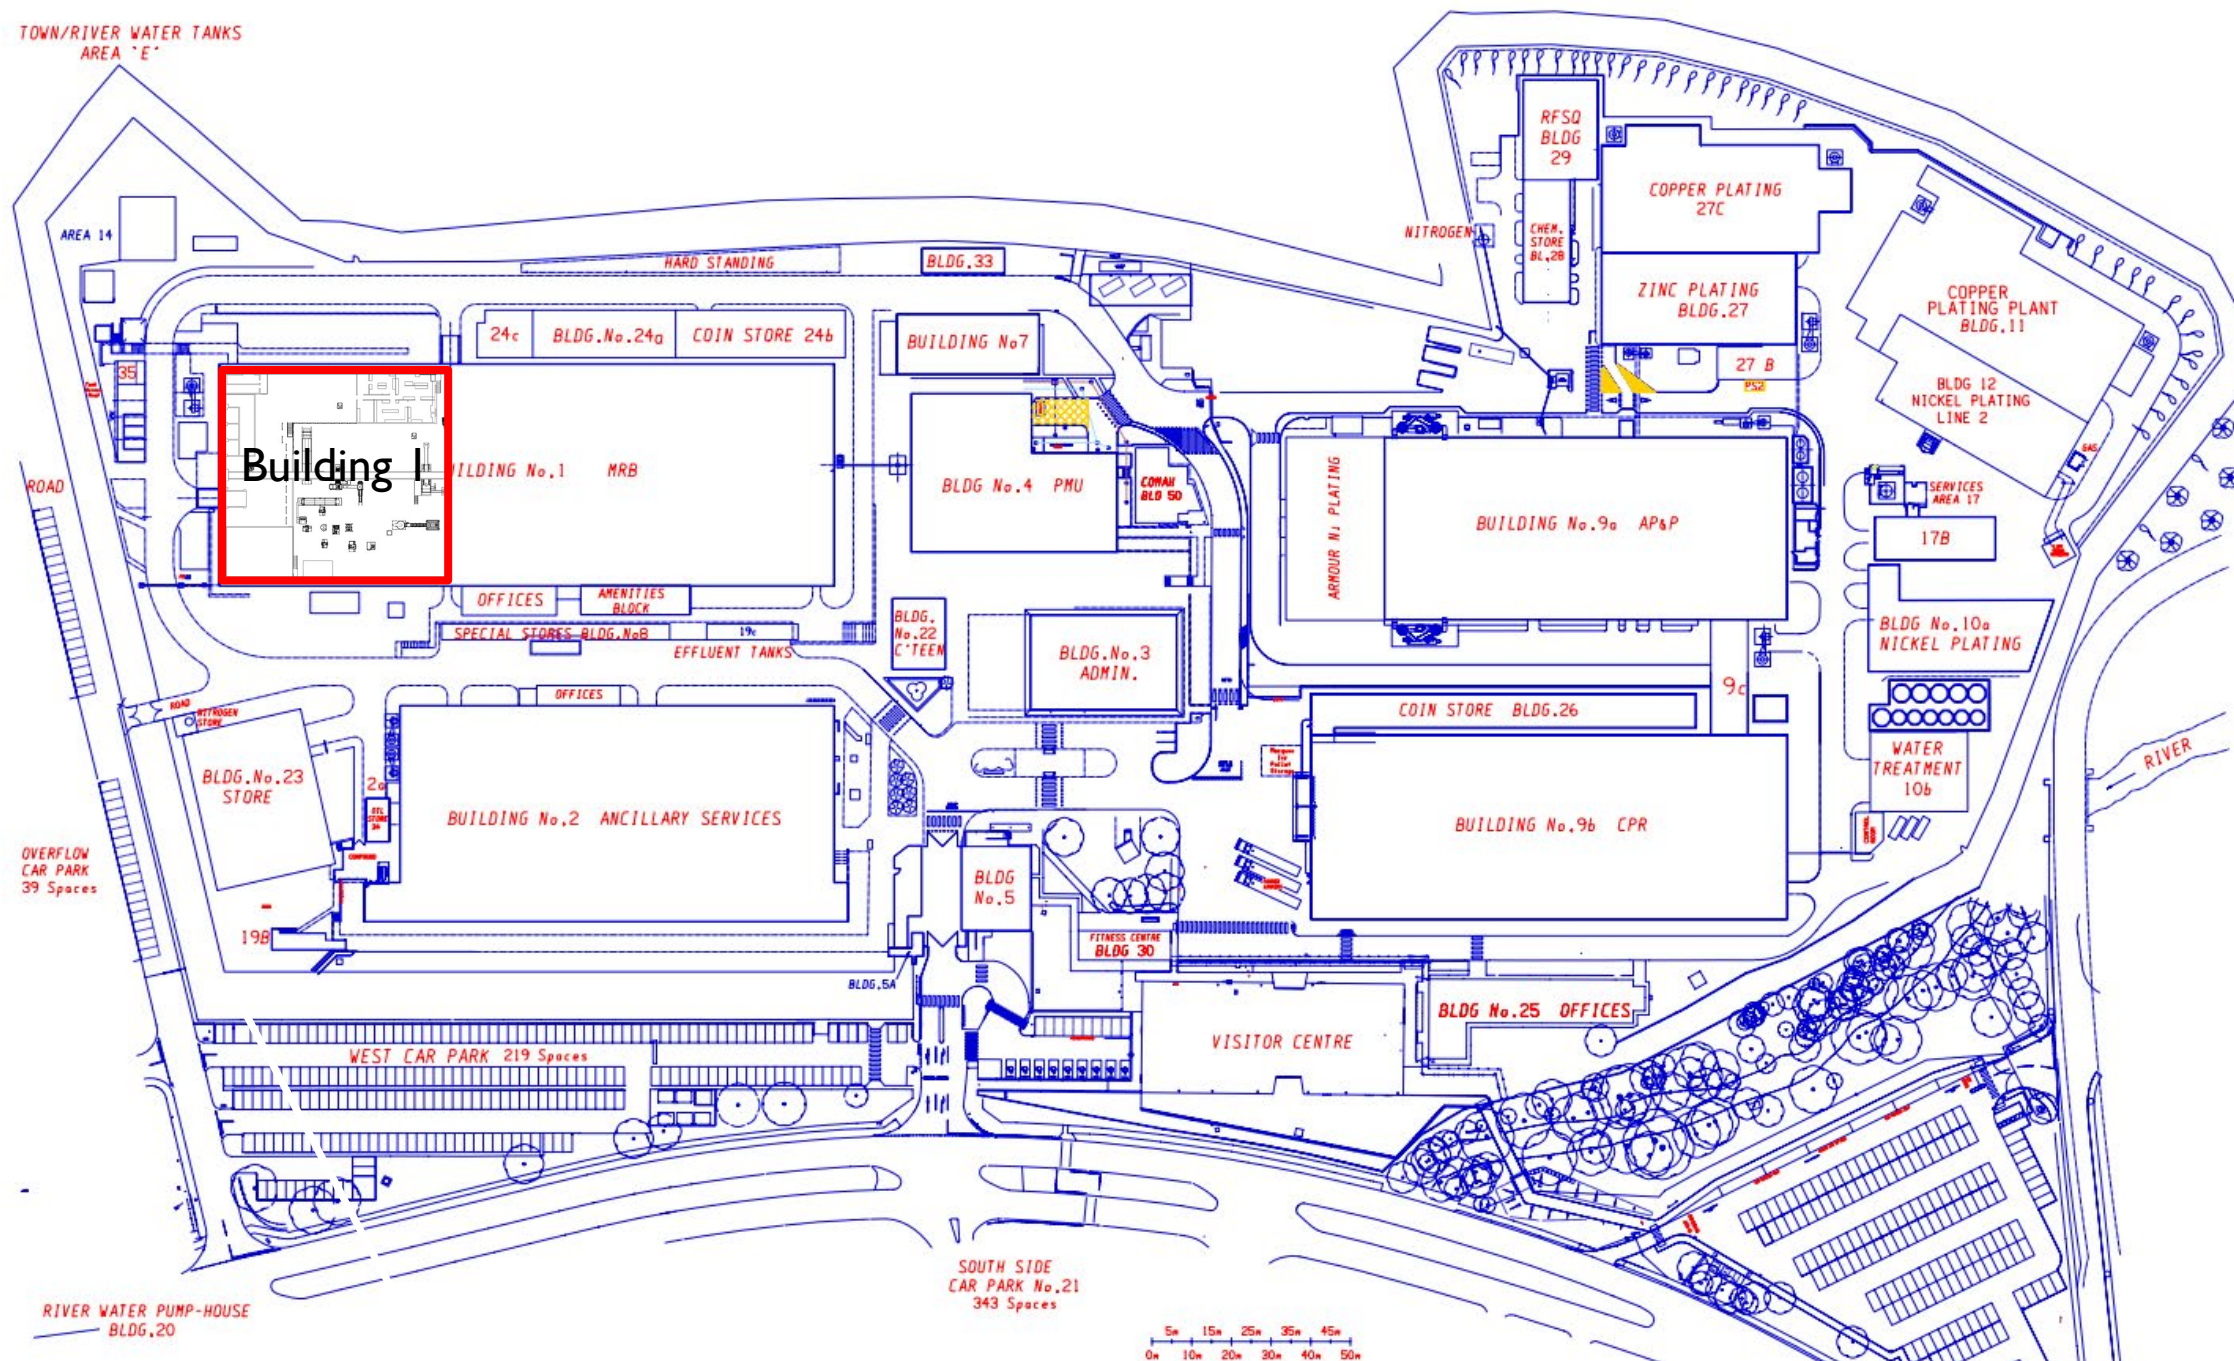 TOWN/RIVER WATER TANKS
AREA 'E'
RFSQ
BLDG
29
COPPER PLATING
27C
AREA 14
NITROGEN
CHEM.
STORE
BL.28
HARD STANDING
BLDG.33
ZINC PLATING
BLDG.27
COPPER
PLATING PLANT
BLDG.11
24c
BLDG.No.24a
COIN STORE 24b
BUILDING No7
27 B
PS2
35
BLDG 12
NICKEL PLATING
LINE 2
GAS
Building 1
ILDING No.1 MRB
BLDG No.4 PMU
COMAH
BLD 50
ARMOUR Ni PLATING
BUILDING No.9a AP&P
SERVICES
AREA 17
17B
ROAD
OFFICES
AMENITIES
BLOCK
SPECIAL STORES BLDG.No8
19c
EFFLUENT TANKS
BLDG.
No.22
C'TEEN
BLDG.No.3
ADMIN.
BLDG No.10a
NICKEL PLATING
9c
OFFICES
COIN STORE BLDG.26
ROAD
NITROGEN
STORE
BLDG.No.23
STORE
2a
OIL
STORE
34
COMPOUND
BUILDING No.2 ANCILLARY SERVICES
WATER
TREATMENT
10b
RIVER
BUILDING No.9b CPR
CONTROL
ROOM
OVERFLOW
CAR PARK
39 Spaces
BLDG
No.5
19B
FITNESS CENTRE
BLDG 30
BLDG.5A
BLDG No.25 OFFICES
VISITOR CENTRE
WEST CAR PARK 219 Spaces
SOUTH SIDE
CAR PARK No.21
343 Spaces
RIVER WATER PUMP-HOUSE
BLDG.20
5m 15m 25m 35m 45m
0m 10m 20m 30m 40m 50m